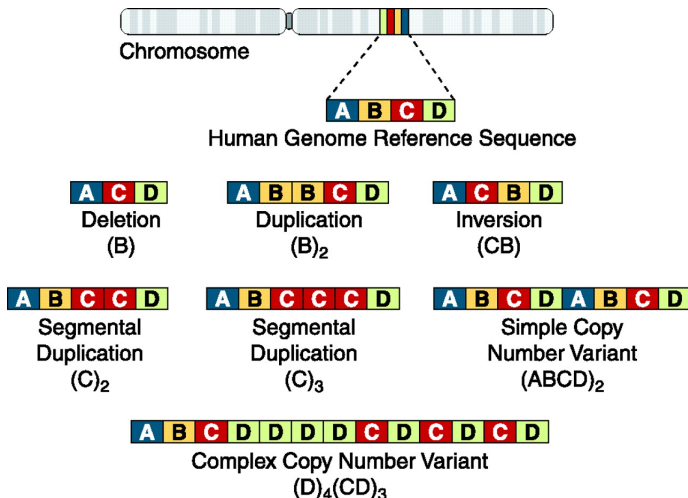 Chromosome
A B C D
Human Genome Reference Sequence
A C D
Deletion
(B)
A B B C D
Duplication
(B)₂
A C B D
Inversion
(CB)
A B C C D
Segmental
Duplication
(C)₂
A B C C C D
Segmental
Duplication
(C)₃
A B C D A B C D
Simple Copy
Number Variant
(ABCD)₂
A B C D D D D C D C D C D
Complex Copy Number Variant
(D)₄(CD)₃